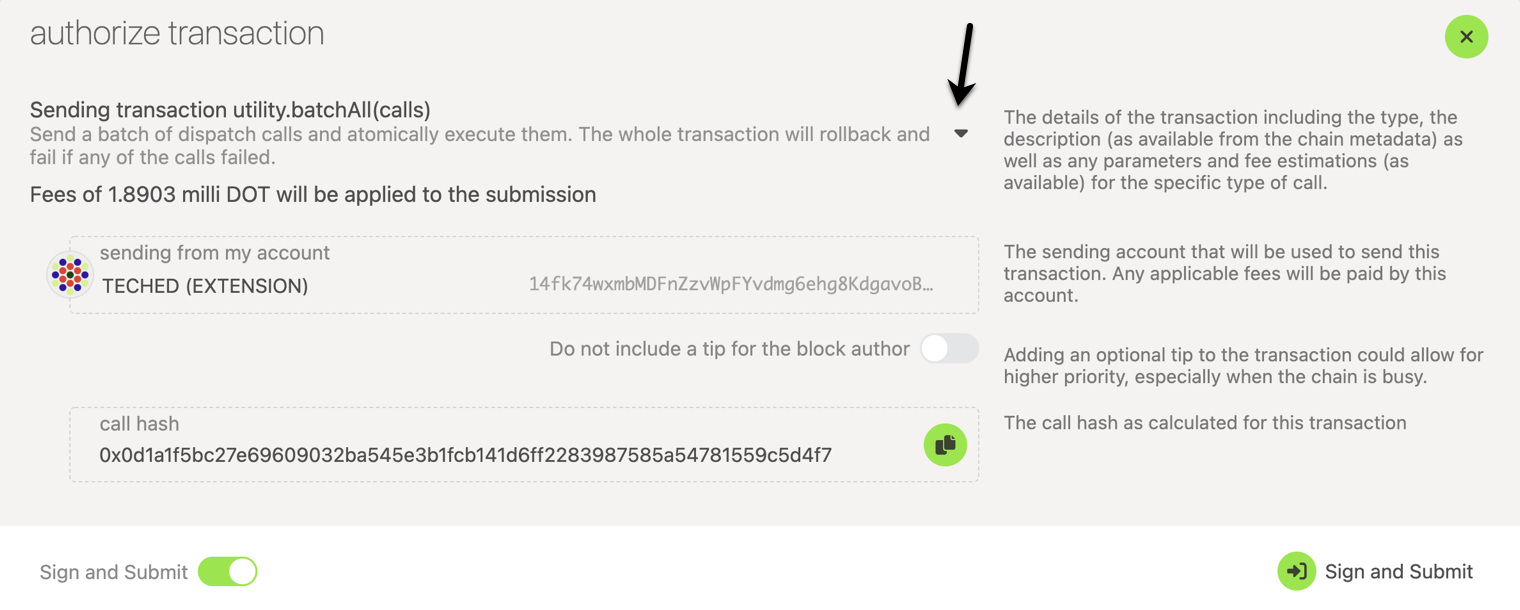 authorize transaction
Sending transaction utility.batchAll(calls)
Send a batch of dispatch calls and atomically execute them. The whole transaction will rollback and
fail if any of the calls failed.
Fees of 1.8903 milli DOT will be applied to the submission
The details of the transaction including the type, the
description (as available from the chain metadata) as
well as any parameters and fee estimations (as
available) for the specific type of call.
sending from my account
TECHED (EXTENSION)
14fk74wxmbMDFnZzvWpFYvdmg6ehg8KdgavoB…
The sending account that will be used to send this
transaction. Any applicable fees will be paid by this
account.
Do not include a tip for the block author
Adding an optional tip to the transaction could allow for
higher priority, especially when the chain is busy.
call hash
0x0d1a1f5bc27e69609032ba545e3b1fcb141d6ff2283987585a54781559c5d4f7
The call hash as calculated for this transaction
Sign and Submit
Sign and Submit